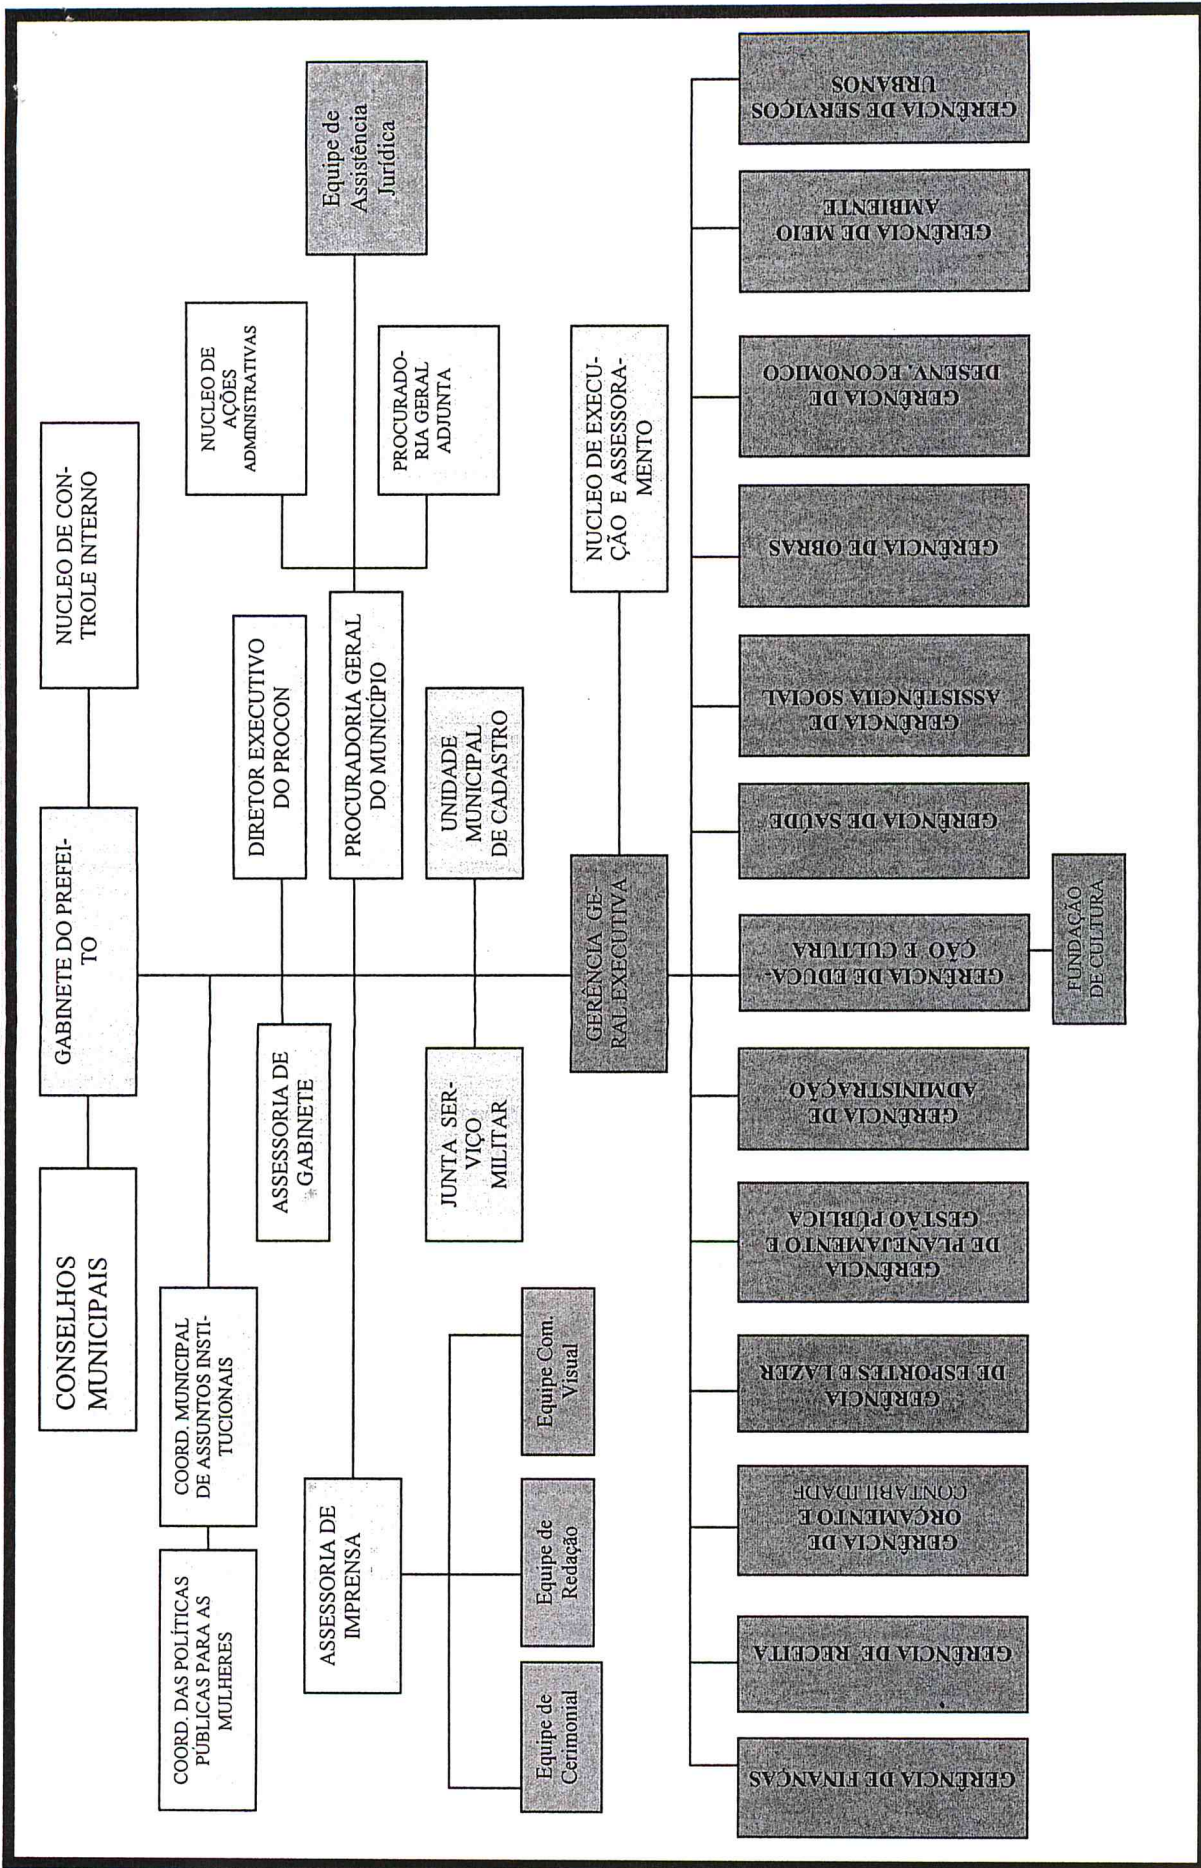 CONSELHOS
MUNICIPAIS
GABINETE DO PREFEI-
TO
NUCLEO DE CON-
TROLE INTERNO
COORD. DAS POLÍTICAS
PÚBLICAS PARA AS
MULHERES
COORD. MUNICIPAL
DE ASSUNTOS INSTI-
TUCIONAIS
NUCLEO DE
AÇÕES
ADMINISTRATIVAS
ASSESSORIA DE
GABINETE
DIRETOR EXECUTIVO
DO PROCON
ASSESSORIA DE
IMPRENSA
PROCURADORIA GERAL
DO MUNICÍPIO
Equipe de
Assistência
Jurídica
PROCURADO-
RIA GERAL
ADJUNTA
JUNTA SER-
VIÇO
MILITAR
UNIDADE
MUNICIPAL
DE CADASTRO
Equipe de
Cerimonial
Equipe de
Redação
Equipe Com.
Visual
GERÊNCIA GE-
RAL EXECUTIVA
NUCLEO DE EXECU-
ÇÃO E ASSESSORA-
MENTO
GERÊNCIA DE FINANÇAS
GERÊNCIA DE RECEITA
GERÊNCIA DE
ORÇAMENTO E
CONTABILIDADE
GERÊNCIA
DE ESPORTES E LAZER
GERÊNCIA
DE PLANEJAMENTO E
GESTÃO PÚBLICA
GERÊNCIA DE
ADMINISTRAÇÃO
GERÊNCIA DE EDUCA-
ÇÃO E CULTURA
GERÊNCIA DE SAÚDE
GERÊNCIA DE
ASSISTÊNCIIA SOCIAL
GERÊNCIA DE OBRAS
GERÊNCIA DE
DESENV. ECONOMICO
GERÊNCIA DE MEIO
AMBIENTE
GERÊNCIA DE SERVIÇOS
URBANOS
FUNDAÇÃO
DE CULTURA